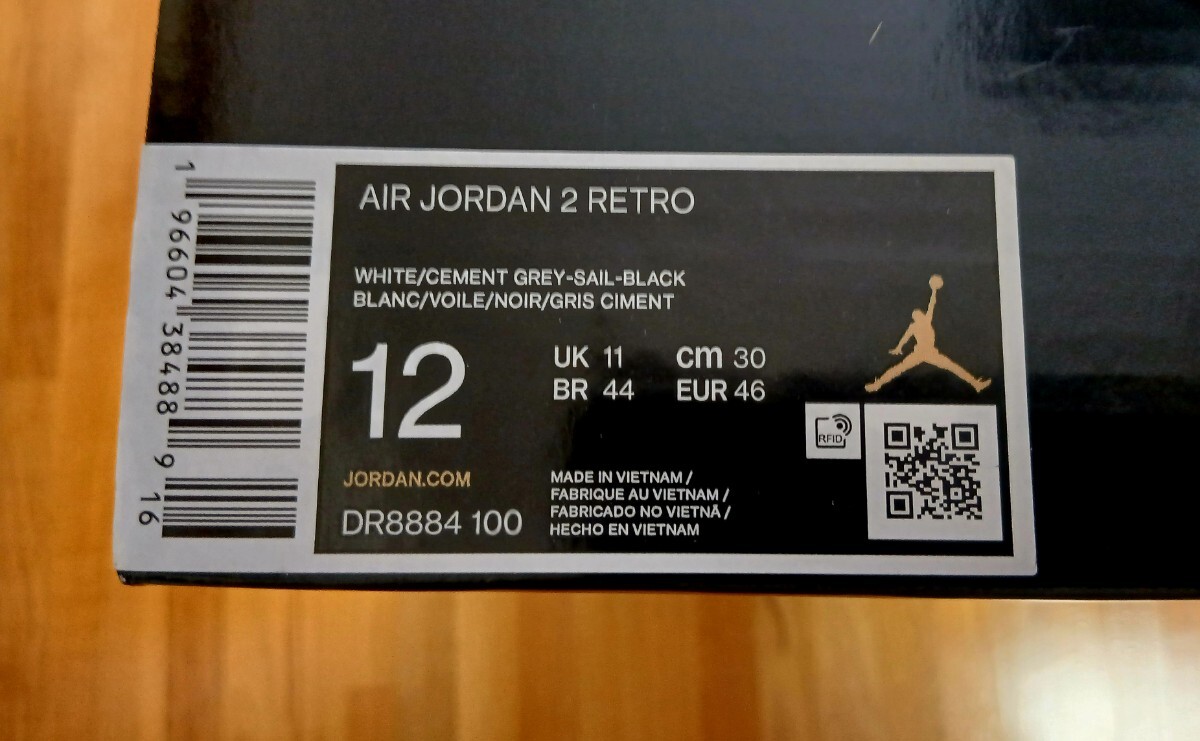 AIR JORDAN 2 RETRO
WHITE/CEMENT GREY-SAIL-BLACK
BLANC/VOILE/NOIR/GRIS CIMENT
12
UK 11 cm 30
BR 44 EUR 46
RFID
JORDAN.COM
DR8884 100
MADE IN VIETNAM /
FABRIQUE AU VIETNAM /
FABRICADO NO VIETNÃ /
HECHO EN VIETNAM
1 96604 38488 9 16